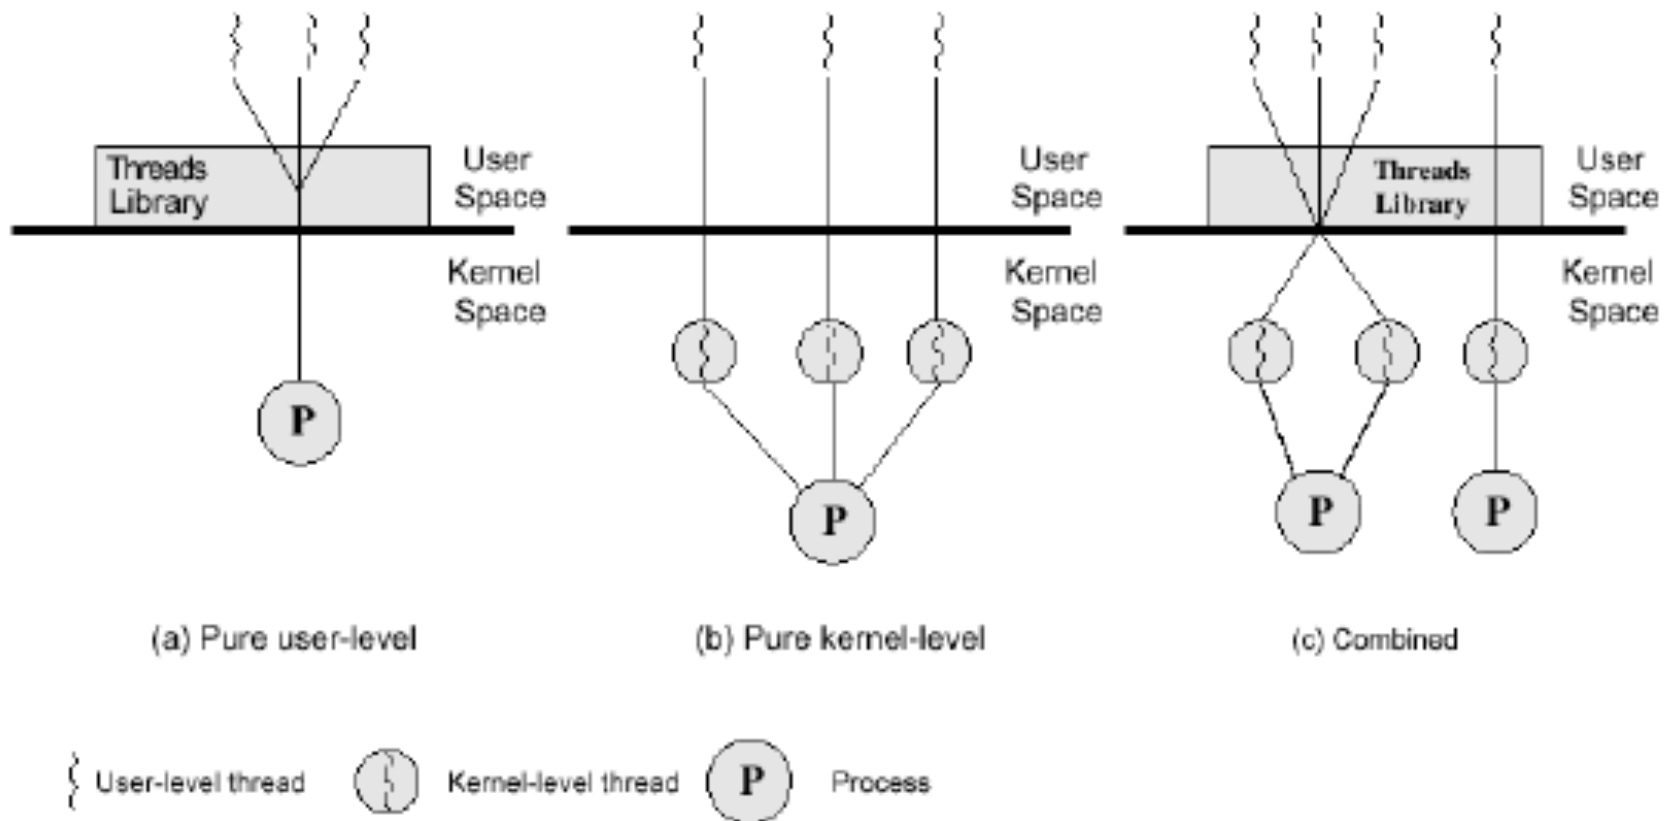 Threads
Library
User
Space
Kernel
Space
P
(a) Pure user-level
User
Space
Kernel
Space
P
(b) Pure kernel-level
Threads
Library
User
Space
Kernel
Space
P
P
(c) Combined
User-level thread
Kernel-level thread
P
Process